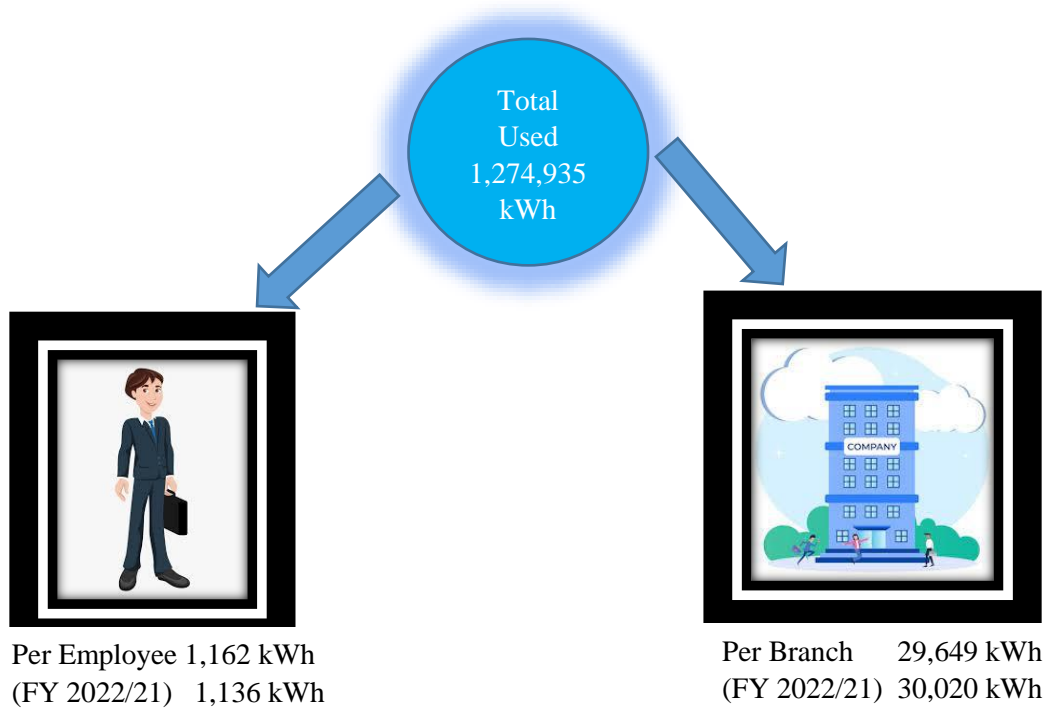 Total
Used
1,274,935
kWh
COMPANY
Per Employee 1,162 kWh
(FY 2022/21) 1,136 kWh
Per Branch 29,649 kWh
(FY 2022/21) 30,020 kWh